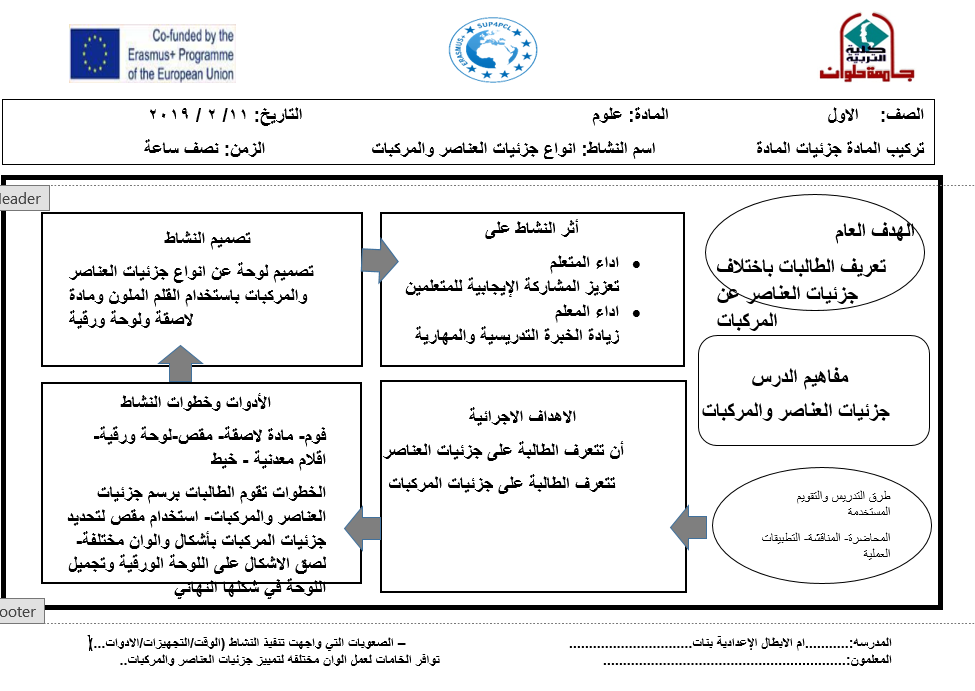 Co-funded by the
Erasmus+ Programme
of the European Union
SUP4PCL
ERASMUS+
كلية
التربية
جامعة حلوان
الصف: الاول
المادة: علوم
التاريخ: ١١/ ٢ / ٢٠١٩
تركيب المادة جزئيات المادة
اسم النشاط: انواع جزئيات العناصر والمركبات
الزمن: نصف ساعة
Header
الهدف العام
تعريف الطالبات باختلاف
جزئيات العناصر عن
المركبات
مفاهيم الدرس
جزئيات العناصر والمركبات
طرق التدريس والتقويم
المستخدمة
المحاضرة- المناقشة- التطبيقات
العملية
الاهداف الاجرائية
أن تتعرف الطالبة على جزئيات العناصر
تتعرف الطالبة على جزئيات المركبات
الأدوات وخطوات النشاط
فوم- مادة لاصقة- مقص-لوحة ورقية-
اقلام معدنية - خيط
الخطوات تقوم الطالبات برسم جزئيات
العناصر والمركبات- استخدام مقص لتحديد
جزئيات المركبات بأشكال والوان مختلفة-
لصق الاشكال على اللوحة الورقية وتجميل
اللوحة في شكلها النهائي
تصميم النشاط
تصميم لوحة عن انواع جزئيات العناصر
والمركبات باستخدام القلم الملون ومادة
لاصقة ولوحة ورقية
أثر النشاط على
• اداء المتعلم
تعزيز المشاركة الإيجابية للمتعلمين
• اداء المعلم
زيادة الخبرة التدريسية والمهارية
Footer
المدرسه:...........ام الابطال الإعدادية بنات...............................
المعلمون:.............................................................
– الصعوبات التي واجهت تنفيذ النشاط (الوقت/التجهيزات/الادوات...)
توافر الخامات لعمل الوان مختلفه لتمييز جزئيات العناصر والمركبات..